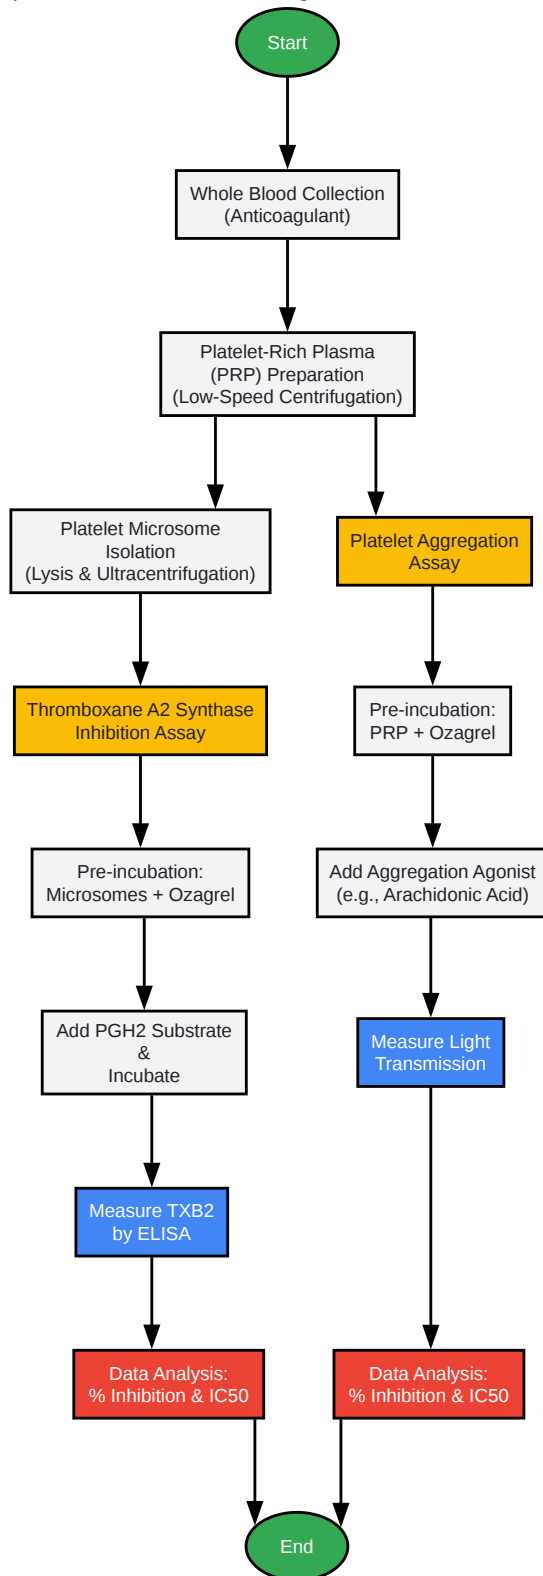 Start
Whole Blood Collection
(Anticoagulant)
Platelet-Rich Plasma
(PRP) Preparation
(Low-Speed Centrifugation)
Platelet Microsome
Isolation
(Lysis & Ultracentrifugation)
Platelet Aggregation
Assay
Thromboxane A2 Synthase
Inhibition Assay
Pre-incubation:
PRP + Ozagrel
Pre-incubation:
Microsomes + Ozagrel
Add Aggregation Agonist
(e.g., Arachidonic Acid)
Add PGH2 Substrate
&
Incubate
Measure Light
Transmission
Measure TXB2
by ELISA
Data Analysis:
% Inhibition & IC50
Data Analysis:
% Inhibition & IC50
End